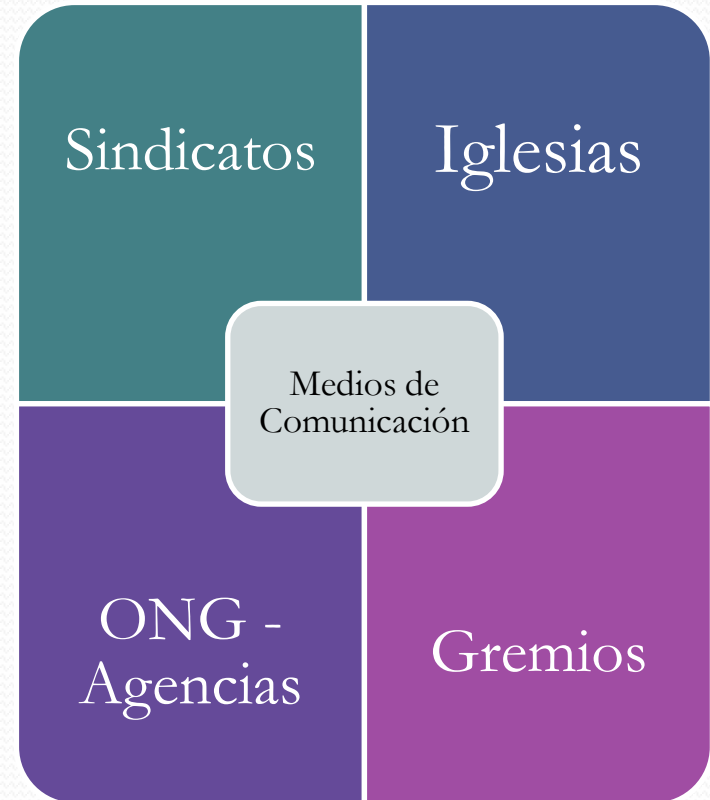 Sindicatos
Iglesias
Medios de
Comunicación
ONG -
Agencias
Gremios